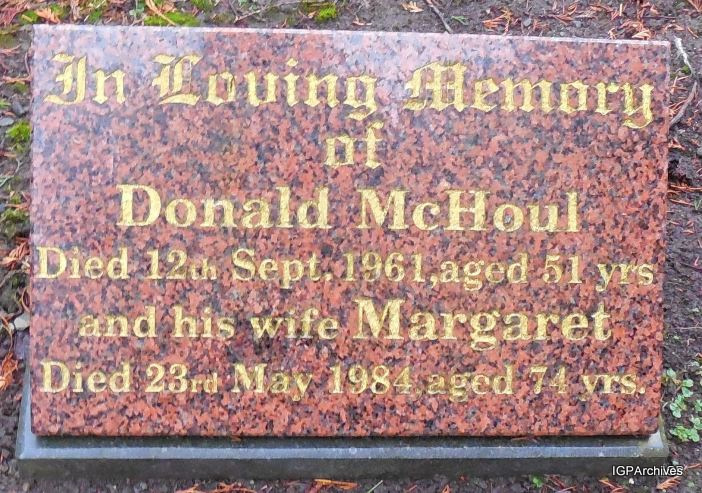 In Loving Memory
of
Donald McHoul
Died 12th Sept. 1961, aged 51 yrs
and his wife Margaret
Died 23rd May 1984, aged 74 yrs.
IGPArchives